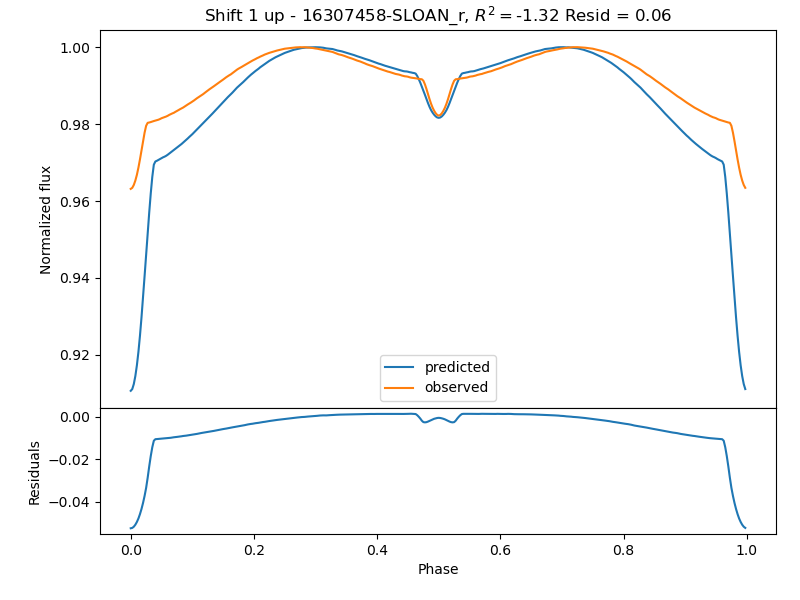 Shift 1 up - 16307458-SLOAN_r, R² = -1.32 Resid = 0.06
Normalized flux
1.00
0.98
0.96
0.94
0.92
predicted
observed
Residuals
0.00
−0.02
−0.04
0.0 0.2 0.4 0.6 0.8 1.0
Phase